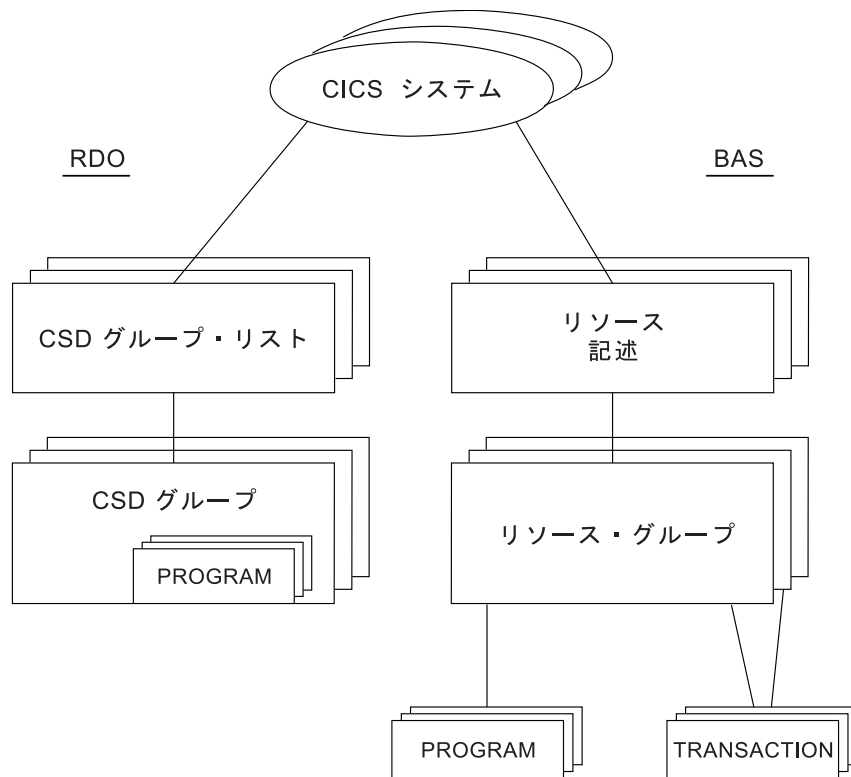 CICS システム
RDO
BAS
CSD グループ・リスト
リソース
記述
CSD グループ
PROGRAM
リソース・グループ
PROGRAM
TRANSACTION